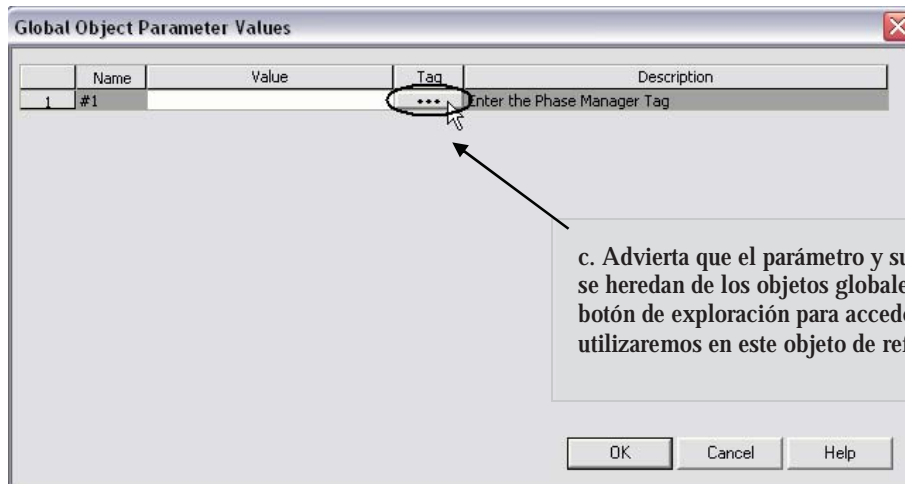 Global Object Parameter Values
Name Value Tag Description
1 #1 ••• Enter the Phase Manager Tag
c. Advierta que el parámetro y su
se heredan de los objetos globale
botón de exploración para accede
utilizaremos en este objeto de ref
OK Cancel Help